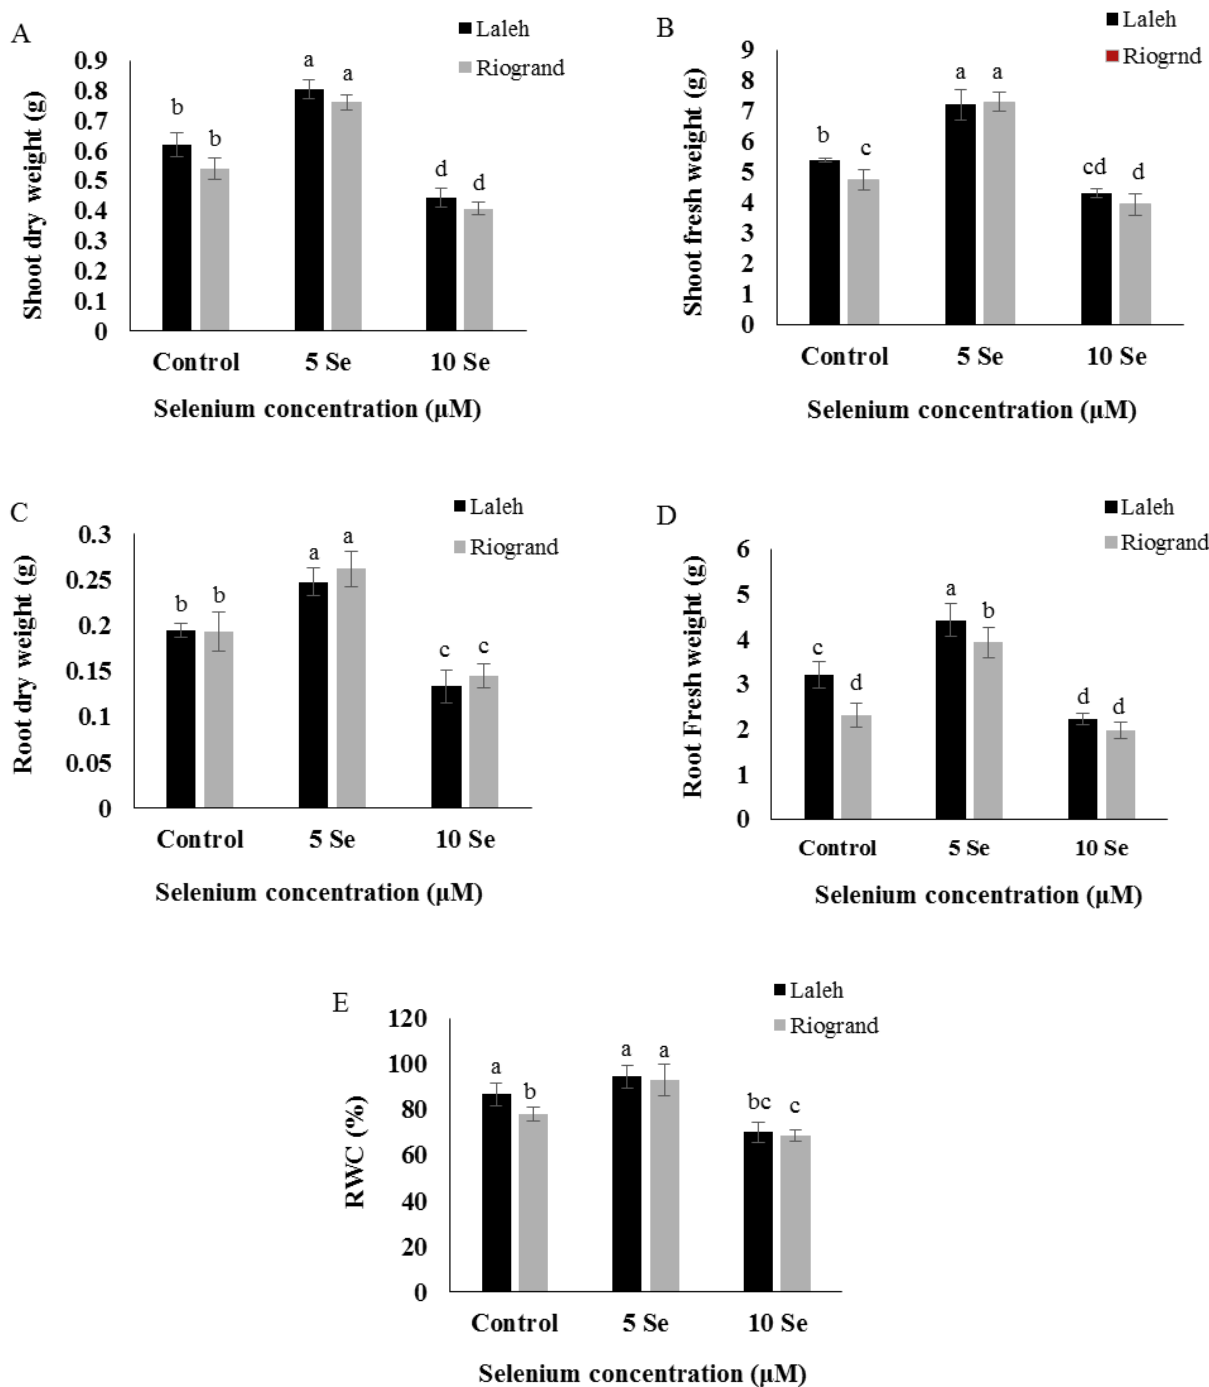 A
Laleh
Riogrand
Shoot dry weight (g)
0.9
0.8
0.7
0.6
0.5
0.4
0.3
0.2
0.1
0
b
b
a
a
d
d
Control
5 Se
10 Se
Selenium concentration (µM)
B
Laleh
Riogrnd
Shoot fresh weight (g)
9
8
7
6
5
4
3
2
1
0
b
c
a
a
cd
d
Control
5 Se
10 Se
Selenium concentration (µM)
C
Laleh
Riogrand
Root dry weight (g)
0.3
0.25
0.2
0.15
0.1
0.05
0
b
b
a
a
c
c
Control
5 Se
10 Se
Selenium concentration (µM)
D
Laleh
Riogrand
Root Fresh weight (g)
6
5
4
3
2
1
0
c
d
a
b
d
d
Control
5 Se
10 Se
Selenium concentration (µM)
E
Laleh
Riogrand
RWC (%)
120
100
80
60
40
20
0
a
b
a
a
bc
c
Control
5 Se
10 Se
Selenium concentration (µM)